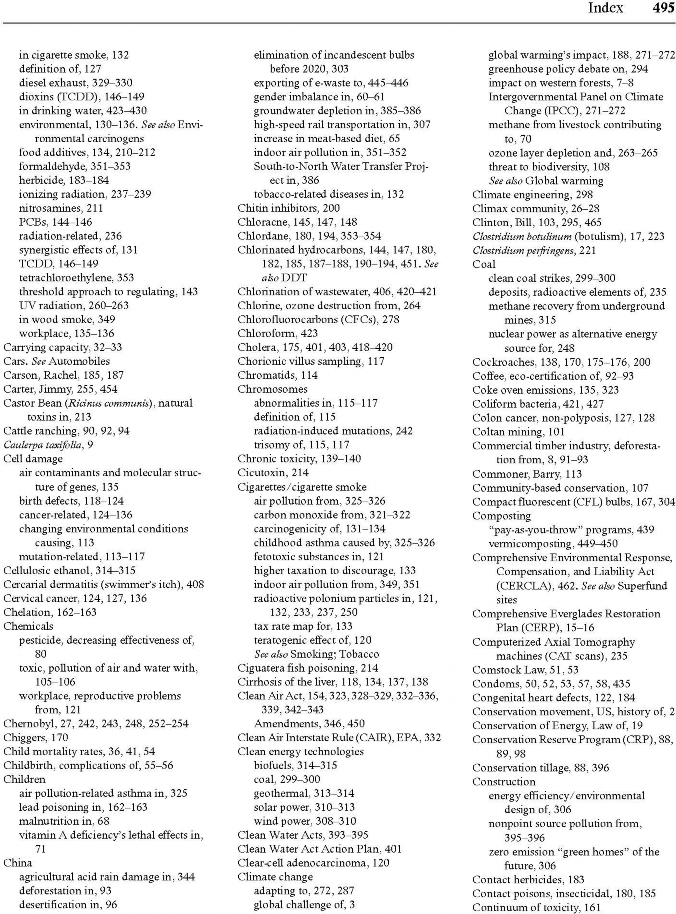 Index 495
in cigarette smoke, 132
definition of, 127
diesel exhaust, 329–330
dioxins (TCDD), 146–149
in drinking water, 423–430
environmental, 130–136. See also Envi-
ronmental carcinogens
food additives, 134, 210–212
formaldehyde, 351–353
herbicide, 183–184
ionizing radiation, 237–239
nitrosamines, 211
PCBs, 144–146
radiation-related, 236
synergistic effects of, 131
TCDD, 146–149
tetrachloroethylene, 353
threshold approach to regulating, 143
UV radiation, 260–263
in wood smoke, 349
workplace, 135–136
Carrying capacity, 32–33
Cars. See Automobiles
Carson, Rachel, 185, 187
Carter, Jimmy, 255, 454
Castor Bean (Ricinus communis), natural
toxins in, 213
Cattle ranching, 90, 92, 94
Caulerpa taxifolia, 9
Cell damage
air contaminants and molecular struc-
ture of genes, 135
birth defects, 118–124
cancer-related, 124–136
changing environmental conditions
causing, 113
mutation-related, 113–117
Cellulosic ethanol, 314–315
Cercarial dermatitis (swimmer's itch), 408
Cervical cancer, 124, 127, 136
Chelation, 162–163
Chemicals
pesticide, decreasing effectiveness of,
80
toxic, pollution of air and water with,
105–106
workplace, reproductive problems
from, 121
Chernobyl, 27, 242, 243, 248, 252–254
Chiggers, 170
Child mortality rates, 36, 41, 54
Childbirth, complications of, 55–56
Children
air pollution-related asthma in, 325
lead poisoning in, 162–163
malnutrition in, 68
vitamin A deficiency's lethal effects in,
71
China
agricultural acid rain damage in, 344
deforestation in, 93
desertification in, 96
elimination of incandescent bulbs
before 2020, 303
exporting of e-waste to, 445–446
gender imbalance in, 60–61
groundwater depletion in, 385–386
high-speed rail transportation in, 307
increase in meat-based diet, 65
indoor air pollution in, 351–352
South-to-North Water Transfer Proj-
ect in, 386
tobacco-related diseases in, 132
Chitin inhibitors, 200
Chloracne, 145, 147, 148
Chlordane, 180, 194, 353–354
Chlorinated hydrocarbons, 144, 147, 180,
182, 185, 187–188, 190–194, 451. See
also DDT
Chlorination of wastewater, 406, 420–421
Chlorine, ozone destruction from, 264
Chlorofluorocarbons (CFCs), 278
Chloroform, 423
Cholera, 175, 401, 403, 418–420
Chorionic villus sampling, 117
Chromatids, 114
Chromosomes
abnormalities in, 115–117
definition of, 115
radiation-induced mutations, 242
trisomy of, 115, 117
Chronic toxicity, 139–140
Cicutoxin, 214
Cigarettes/cigarette smoke
air pollution from, 325–326
carbon monoxide from, 321–322
carcinogenicity of, 131–134
childhood asthma caused by, 325–326
fetotoxic substances in, 121
higher taxation to discourage, 133
indoor air pollution from, 349, 351
radioactive polonium particles in, 121,
132, 233, 237, 250
tax rate map for, 133
teratogenic effect of, 120
See also Smoking; Tobacco
Ciguatera fish poisoning, 214
Cirrhosis of the liver, 118, 134, 137, 138
Clean Air Act, 154, 323, 328–329, 332–336,
339, 342–343
Amendments, 346, 450
Clean Air Interstate Rule (CAIR), EPA, 332
Clean energy technologies
biofuels, 314–315
coal, 299–300
geothermal, 313–314
solar power, 310–313
wind power, 308–310
Clean Water Acts, 393–395
Clean Water Act Action Plan, 401
Clear-cell adenocarcinoma, 120
Climate change
adapting to, 272, 287
global challenge of, 3
global warming's impact, 188, 271–272
greenhouse policy debate on, 294
impact on western forests, 7–8
Intergovernmental Panel on Climate
Change (IPCC), 271–272
methane from livestock contributing
to, 70
ozone layer depletion and, 263–265
threat to biodiversity, 108
See also Global warming
Climate engineering, 298
Climax community, 26–28
Clinton, Bill, 103, 295, 465
Clostridium botulinum (botulism), 17, 223
Clostridium perfringens, 221
Coal
clean coal strikes, 299–300
deposits, radioactive elements of, 235
methane recovery from underground
mines, 315
nuclear power as alternative energy
source for, 248
Cockroaches, 138, 170, 175–176, 200
Coffee, eco-certification of, 92–93
Coke oven emissions, 135, 323
Coliform bacteria, 421, 427
Colon cancer, non-polyposis, 127, 128
Coltan mining, 101
Commercial timber industry, deforesta-
tion from, 8, 91–93
Commoner, Barry, 113
Community-based conservation, 107
Compact fluorescent (CFL) bulbs, 167, 304
Composting
"pay-as-you-throw" programs, 439
vermicomposting, 449–450
Comprehensive Environmental Response,
Compensation, and Liability Act
(CERCLA), 462. See also Superfund
sites
Comprehensive Everglades Restoration
Plan (CERP), 15–16
Computerized Axial Tomography
machines (CAT scans), 235
Comstock Law, 51, 53
Condoms, 50, 52, 53, 57, 58, 435
Congenital heart defects, 122, 184
Conservation movement, US, history of, 2
Conservation of Energy, Law of, 19
Conservation Reserve Program (CRP), 88,
89, 98
Conservation tillage, 88, 396
Construction
energy efficiency/environmental
design of, 306
nonpoint source pollution from,
395–396
zero emission "green homes" of the
future, 306
Contact herbicides, 183
Contact poisons, insecticidal, 180, 185
Continuum of toxicity, 161